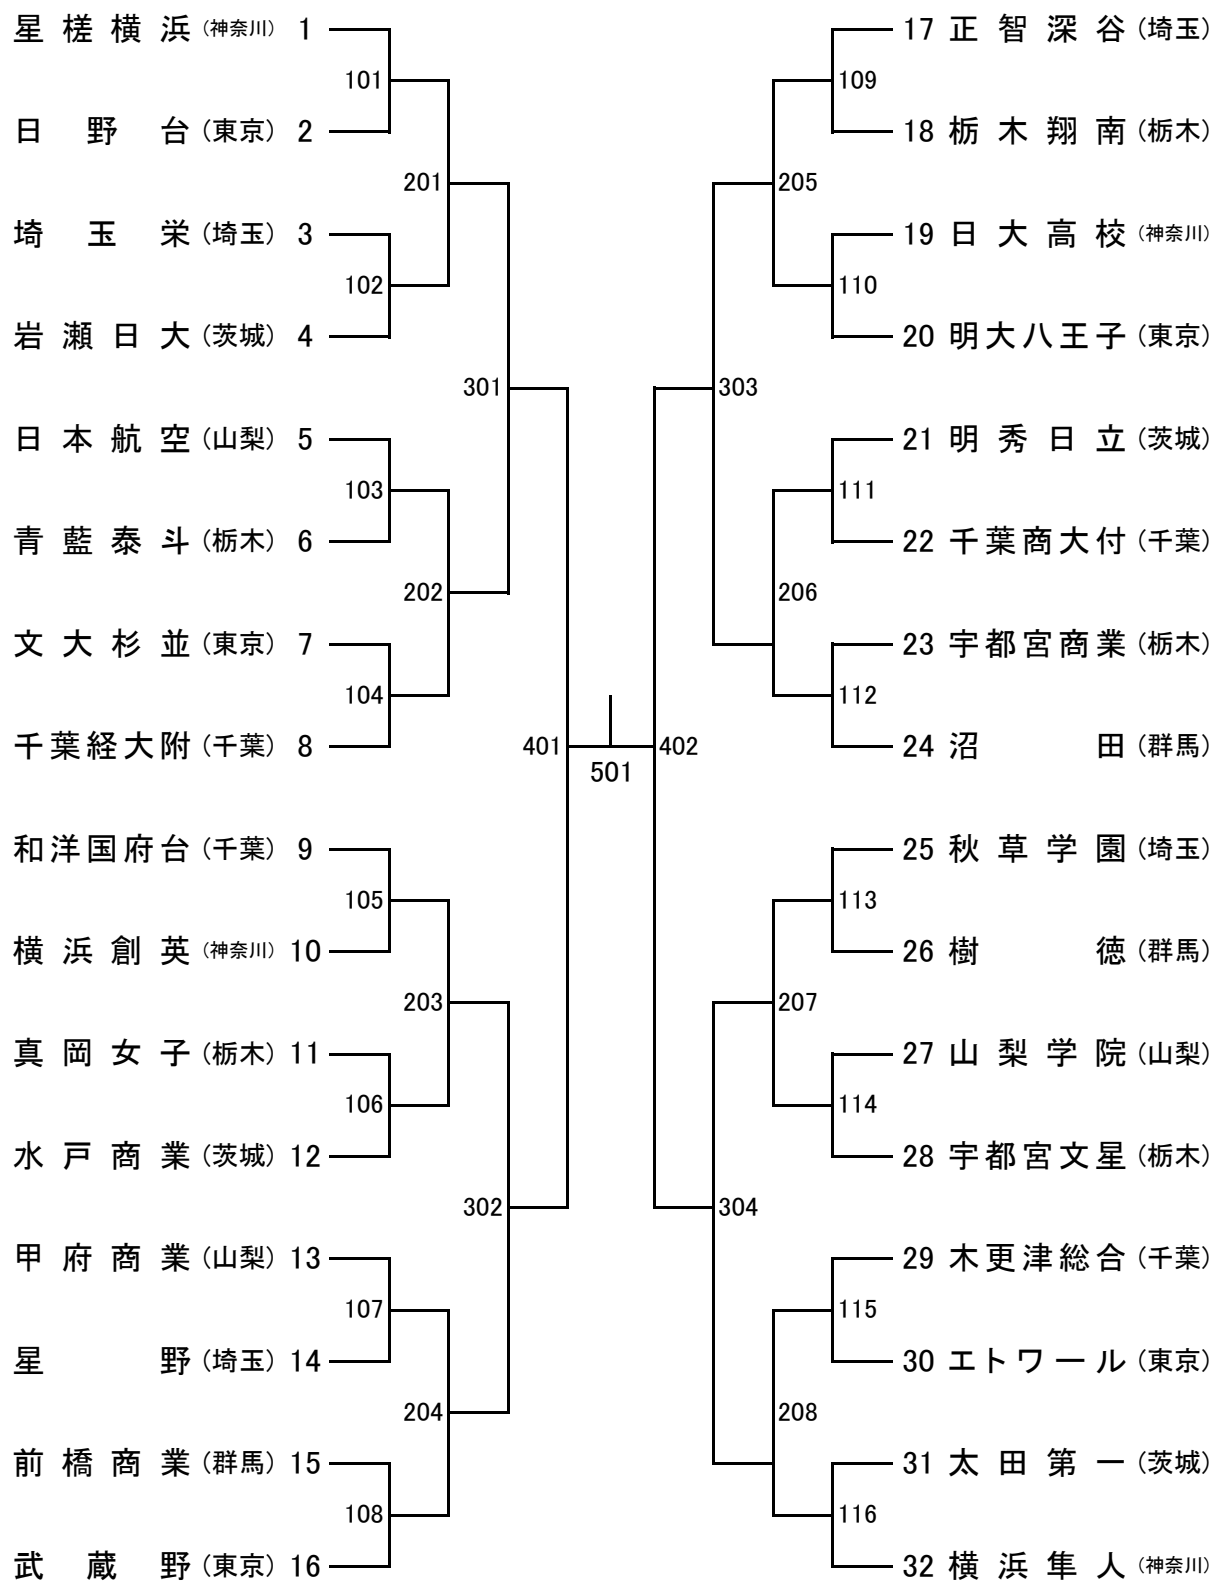 星槎横浜（神奈川） 1
101
日野台（東京） 2
201
埼玉栄（埼玉） 3
102
岩瀬日大（茨城） 4
301
日本航空（山梨） 5
103
青藍泰斗（栃木） 6
202
文大杉並（東京） 7
104
千葉経大附（千葉） 8
401
和洋国府台（千葉） 9
105
横浜創英（神奈川） 10
203
真岡女子（栃木） 11
106
水戸商業（茨城） 12
302
甲府商業（山梨） 13
107
星野（埼玉） 14
204
前橋商業（群馬） 15
108
武蔵野（東京） 16
501
17 正智深谷（埼玉）
109
18 栃木翔南（栃木）
205
19 日大高校（神奈川）
110
20 明大八王子（東京）
303
21 明秀日立（茨城）
111
22 千葉商大付（千葉）
206
23 宇都宮商業（栃木）
112
24 沼田（群馬）
402
25 秋草学園（埼玉）
113
26 樹徳（群馬）
207
27 山梨学院（山梨）
114
28 宇都宮文星（栃木）
304
29 木更津総合（千葉）
115
30 エトワール（東京）
208
31 太田第一（茨城）
116
32 横浜隼人（神奈川）